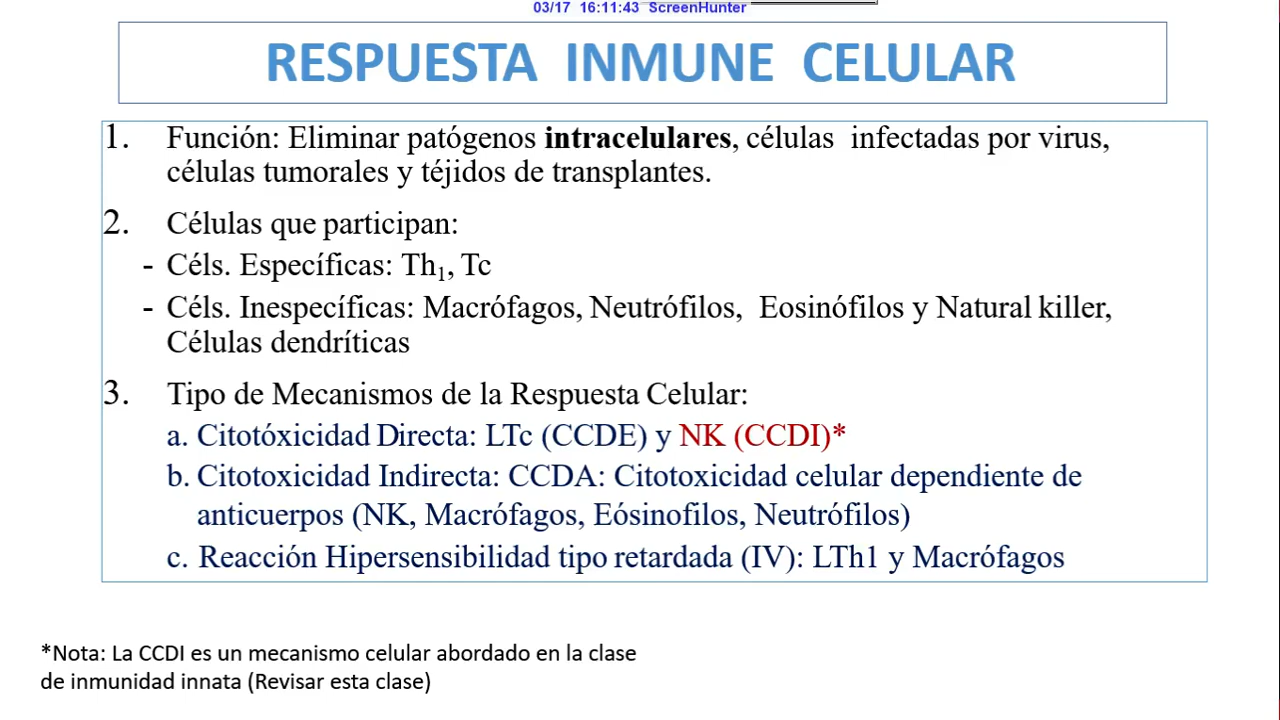 03/17 16:11:43 ScreenHunter
RESPUESTA INMUNE CELULAR
1. Función: Eliminar patógenos intracelulares, células infectadas por virus,
células tumorales y téjidos de transplantes.
2. Células que participan:
- Céls. Específicas: Th₁, Tc
- Céls. Inespecíficas: Macrófagos, Neutrófilos, Eosinófilos y Natural killer,
Células dendríticas
3. Tipo de Mecanismos de la Respuesta Celular:
a. Citotóxicidad Directa: LTc (CCDE) y NK (CCDI)*
b. Citotoxicidad Indirecta: CCDA: Citotoxicidad celular dependiente de
anticuerpos (NK, Macrófagos, Eósinofilos, Neutrófilos)
c. Reacción Hipersensibilidad tipo retardada (IV): LTh1 y Macrófagos
*Nota: La CCDI es un mecanismo celular abordado en la clase
de inmunidad innata (Revisar esta clase)